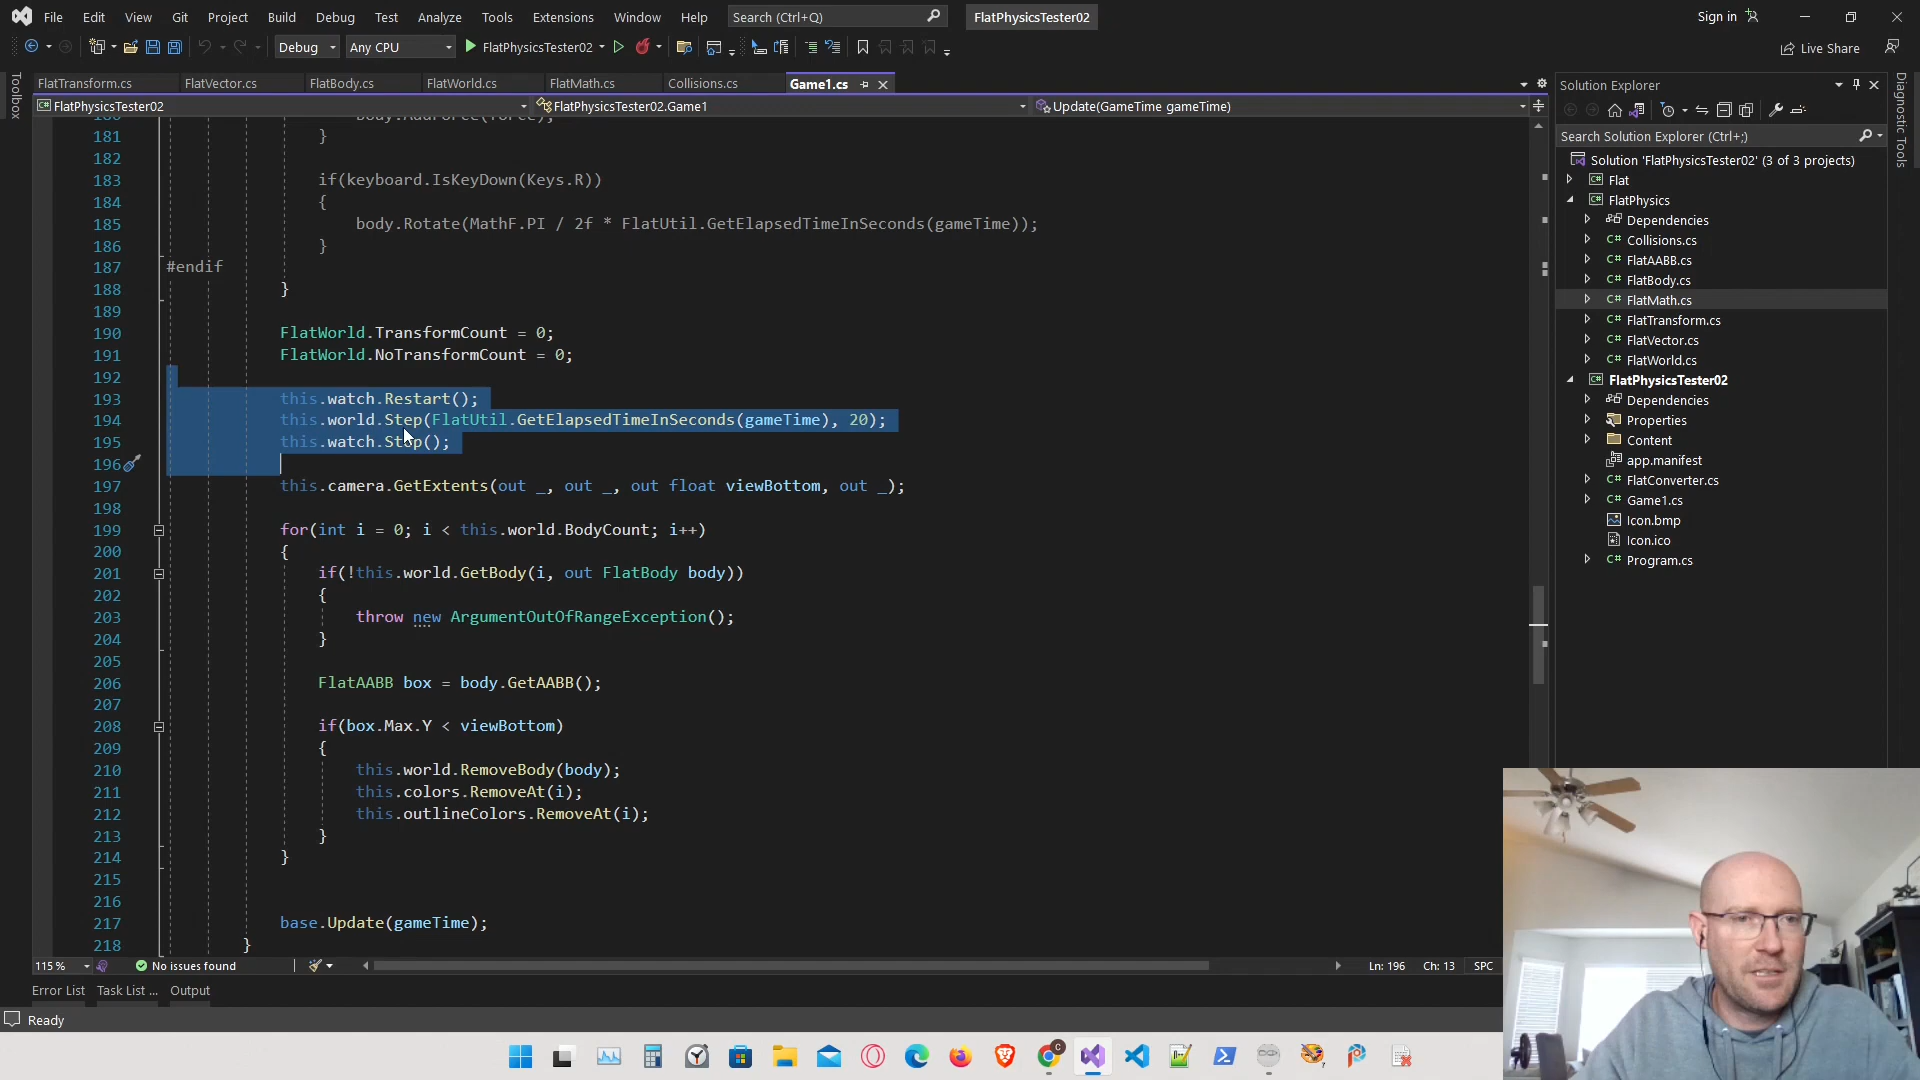 File Edit View Git Project Build Debug Test Analyze Tools Extensions Window Help Search (Ctrl+Q) FlatPhysicsTester02 Sign in
Debug Any CPU FlatPhysicsTester02 Live Share
Toolbox
FlatTransform.cs FlatVector.cs FlatBody.cs FlatWorld.cs FlatMath.cs Collisions.cs Game1.cs
FlatPhysicsTester02 FlatPhysicsTester02.Game1 Update(GameTime gameTime)
181 }
182
183 if(keyboard.IsKeyDown(Keys.R))
184 {
185 body.Rotate(MathF.PI / 2f * FlatUtil.GetElapsedTimeInSeconds(gameTime));
186 }
187 #endif
188 }
189
190 FlatWorld.TransformCount = 0;
191 FlatWorld.NoTransformCount = 0;
192
193 this.watch.Restart();
194 this.world.Step(FlatUtil.GetElapsedTimeInSeconds(gameTime), 20);
195 this.watch.Stop();
196
197 this.camera.GetExtents(out _, out _, out float viewBottom, out _);
198
199 for(int i = 0; i < this.world.BodyCount; i++)
200 {
201 if(!this.world.GetBody(i, out FlatBody body))
202 {
203 throw new ArgumentOutOfRangeException();
204 }
205
206 FlatAABB box = body.GetAABB();
207
208 if(box.Max.Y < viewBottom)
209 {
210 this.world.RemoveBody(body);
211 this.colors.RemoveAt(i);
212 this.outlineColors.RemoveAt(i);
213 }
214 }
215
216
217 base.Update(gameTime);
218 }
115 % No issues found Ln: 196 Ch: 13 SPC
Error List Task List ... Output
Ready
Solution Explorer
Search Solution Explorer (Ctrl+;)
Solution 'FlatPhysicsTester02' (3 of 3 projects)
C# Flat
C# FlatPhysics
Dependencies
C# Collisions.cs
C# FlatAABB.cs
C# FlatBody.cs
C# FlatMath.cs
C# FlatTransform.cs
C# FlatVector.cs
C# FlatWorld.cs
C# FlatPhysicsTester02
Dependencies
Properties
Content
app.manifest
C# FlatConverter.cs
C# Game1.cs
Icon.bmp
Icon.ico
C# Program.cs
Diagnostic Tools